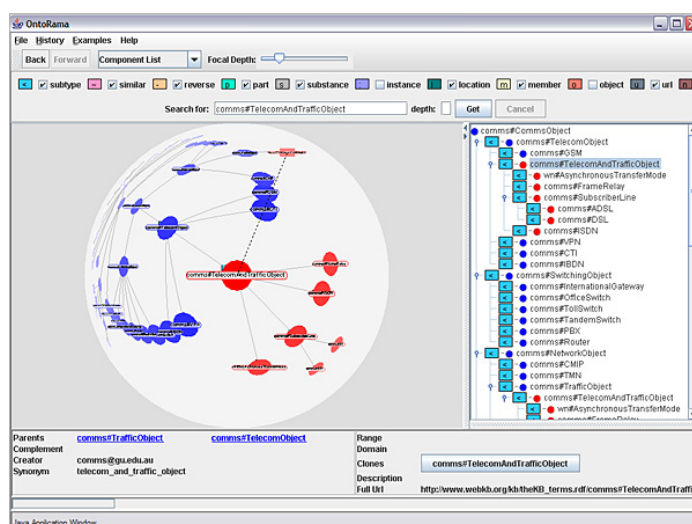 OntoRama
File History Examples Help
Back Forward Component List Focal Depth:
< subtype ~ similar - reverse p part s substance instance location m member o object u url
Search for: comms#TelecomAndTrafficObject depth: Get Cancel
comms#TelecomAndTrafficObject
comms#CommsObject
comms#TelecomObject
comms#GSM
comms#TelecomAndTrafficObject
wn#AsynchronousTransferMode
comms#FrameRelay
comms#SubscriberLine
comms#ADSL
comms#DSL
comms#ISDN
comms#VPN
comms#CTI
comms#IBDN
comms#SwitchingObject
comms#InternationalGateway
comms#OfficeSwitch
comms#TollSwitch
comms#TandemSwitch
comms#PBX
comms#Router
comms#NetworkObject
comms#CMIP
comms#TMN
comms#TrafficObject
comms#TelecomAndTrafficObject
wn#AsynchronousTransferMode
comms#FrameRelay
Parents comms#TrafficObject comms#TelecomObject
Complement
Creator comms@gu.edu.au
Synonym telecom_and_traffic_object
Range
Domain
Clones comms#TelecomAndTrafficObject
Description
Full Url http://www.webkb.org/kb/theKB_terms.rdf/comms#TelecomAndTraffi
Java Application Window